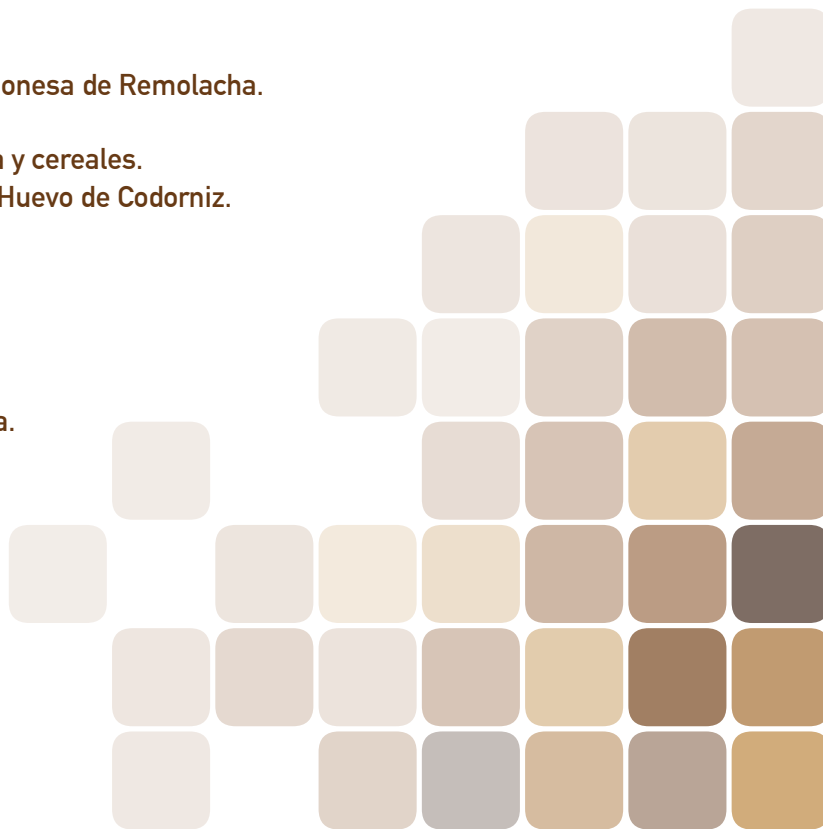 onesa de Remolacha.
y cereales.
Huevo de Codorniz.
a.